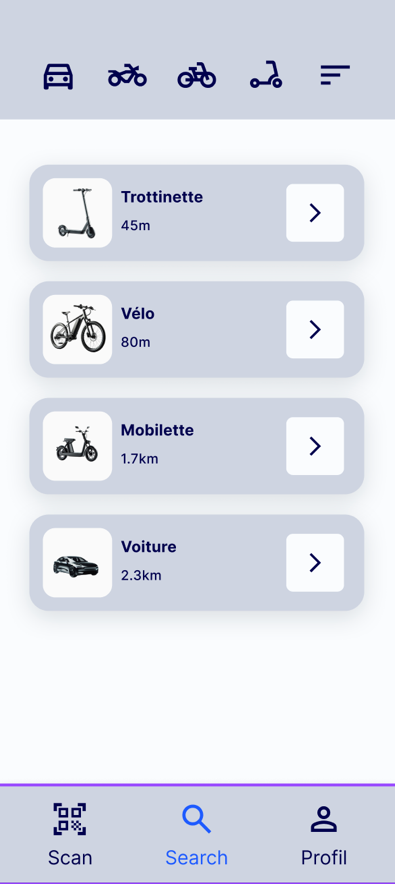 Trottinette
45m
Vélo
80m
Mobilette
1.7km
Voiture
2.3km
Scan
Search
Profil